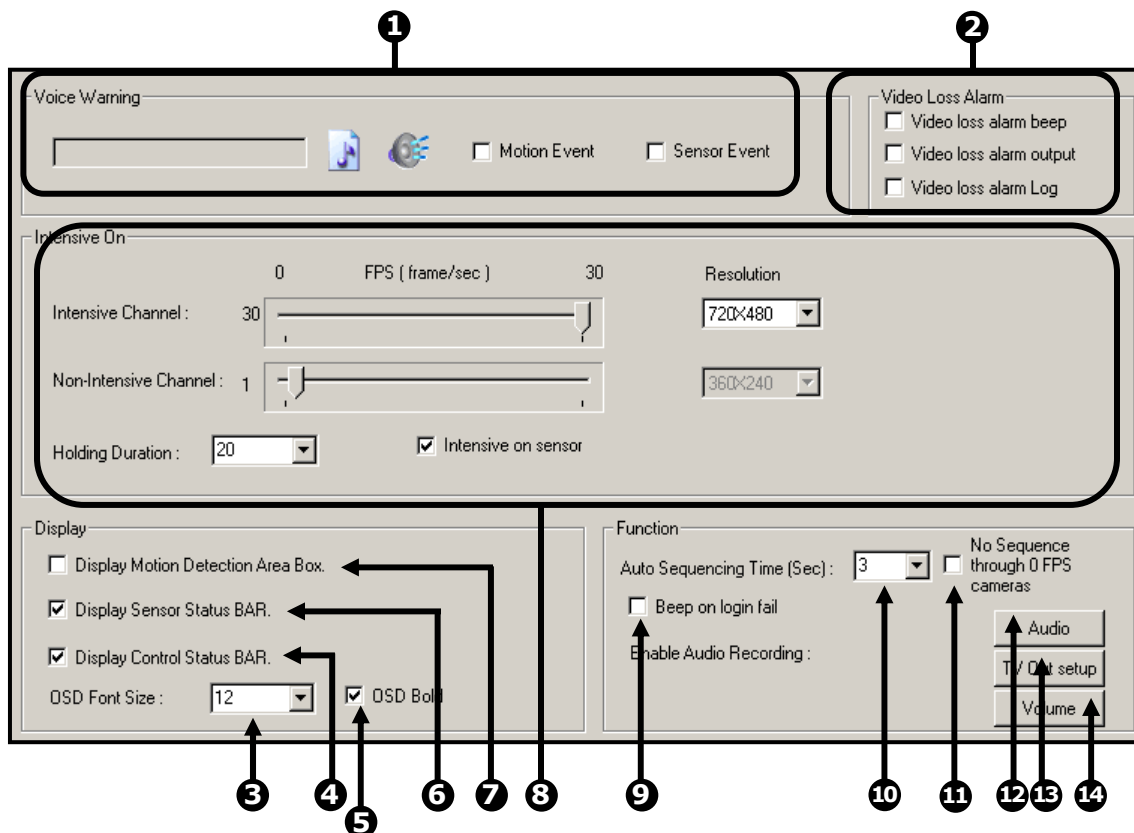 1
2
Voice Warning
Motion Event
Sensor Event
Video Loss Alarm
Video loss alarm beep
Video loss alarm output
Video loss alarm Log
Intensive On
0 FPS ( frame/sec ) 30
Resolution
Intensive Channel : 30
720X480
Non-Intensive Channel : 1
360X240
Holding Duration : 20
Intensive on sensor
Display
Display Motion Detection Area Box.
Display Sensor Status BAR.
Display Control Status BAR.
OSD Font Size : 12
OSD Bold
Function
Auto Sequencing Time (Sec) : 3
No Sequence
through 0 FPS
cameras
Beep on login fail
Enable Audio Recording :
Audio
TV Out setup
Volume
3
4
5
6
7
8
9
10
11
12
13
14